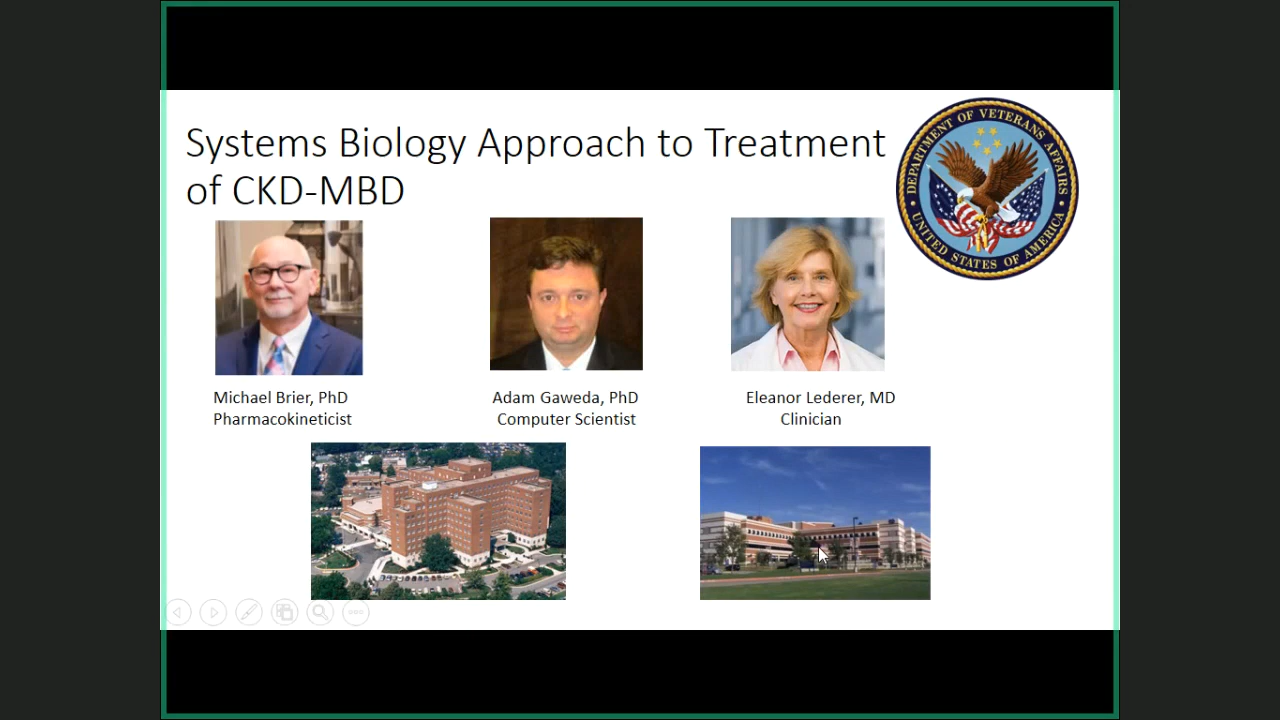 Systems Biology Approach to Treatment
of CKD-MBD
DEPARTMENT OF VETERANS AFFAIRS
UNITED STATES OF AMERICA
Michael Brier, PhD
Pharmacokineticist
Adam Gaweda, PhD
Computer Scientist
Eleanor Lederer, MD
Clinician